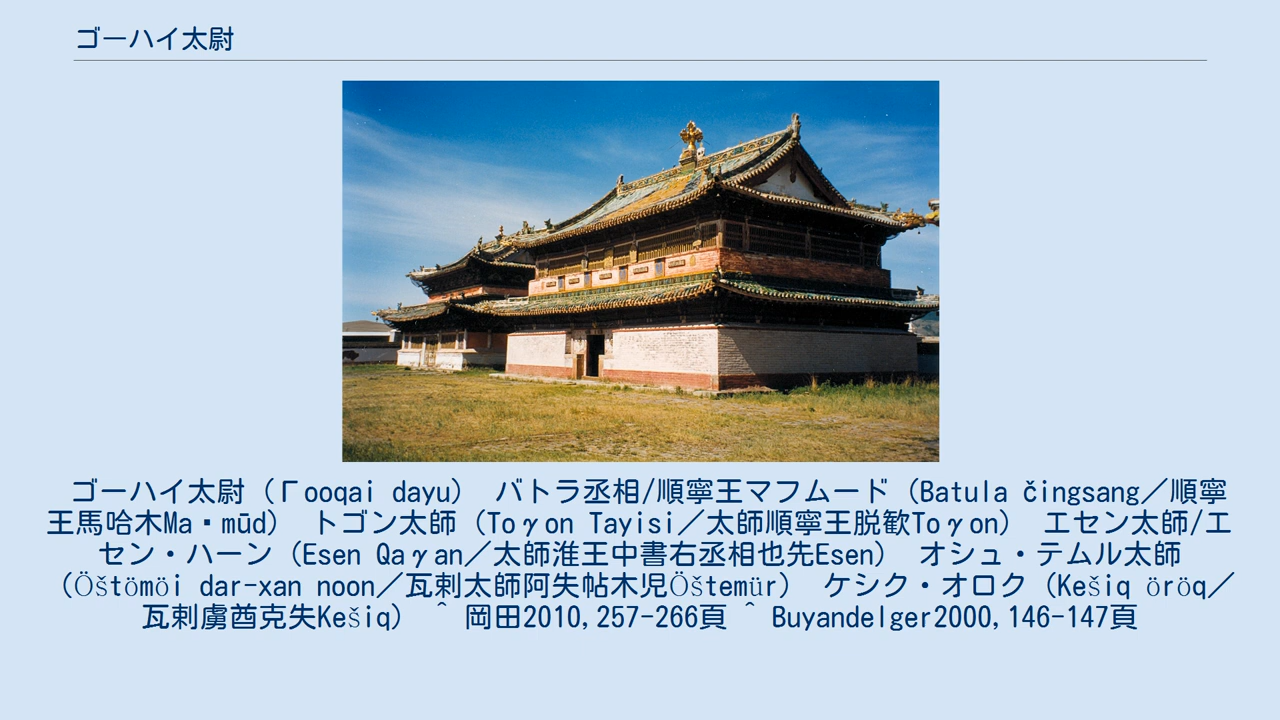 ゴーハイ太尉
ゴーハイ太尉（Γooqai dayu） バトラ丞相/順寧王マフムード（Batula čingsang／順寧
王馬哈木Ma·mūd） トゴン太師（Toγon Tayisi／太師順寧王脱歓Toγon） エセン太師/エ
セン・ハーン（Esen Qaγan／太師淮王中書右丞相也先Esen） オシュ・テムル太師
（Öštömöi dar-xan noon／瓦剌太師阿失帖木児Öštemür） ケシク・オロク（Kešiq öröq／
瓦剌虜酋克失Kešiq） ^ 岡田2010,257-266頁 ^ Buyandelger2000,146-147頁